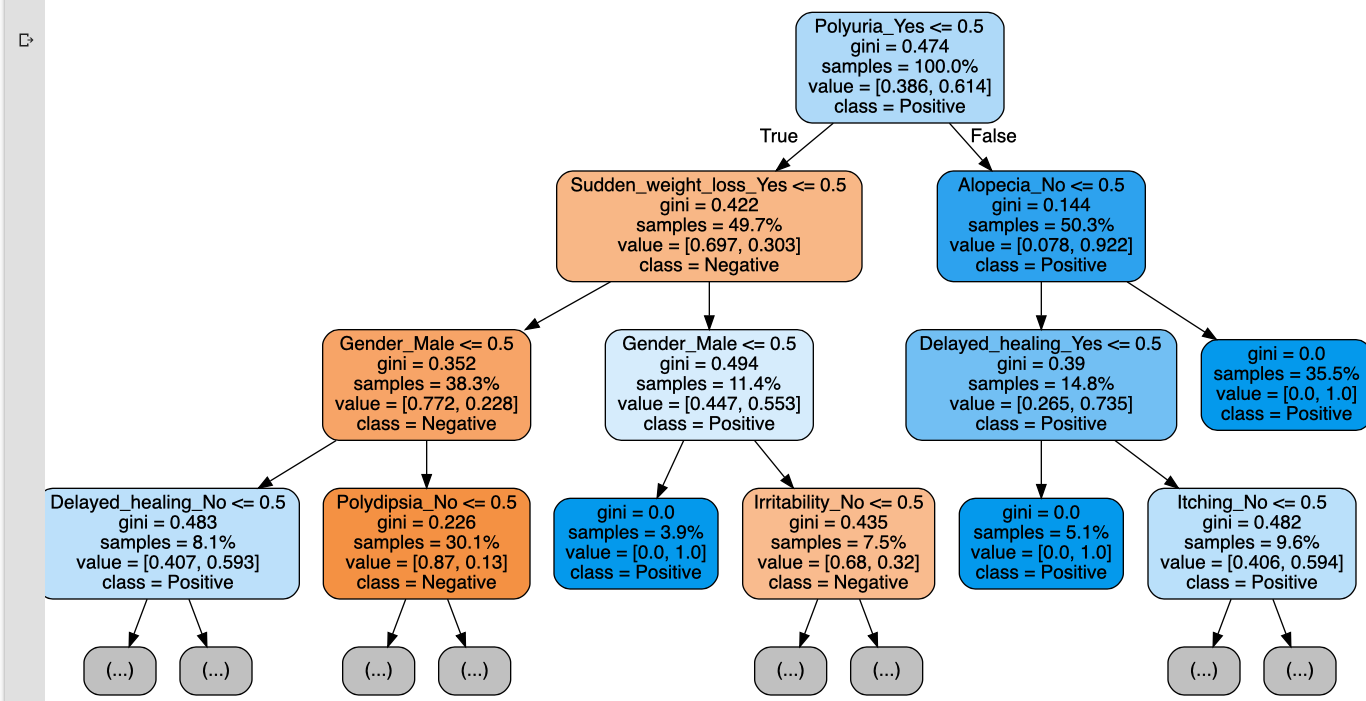 Polyuria_Yes <= 0.5
gini = 0.474
samples = 100.0%
value = [0.386, 0.614]
class = Positive
True
False
Sudden_weight_loss_Yes <= 0.5
gini = 0.422
samples = 49.7%
value = [0.697, 0.303]
class = Negative
Alopecia_No <= 0.5
gini = 0.144
samples = 50.3%
value = [0.078, 0.922]
class = Positive
Gender_Male <= 0.5
gini = 0.352
samples = 38.3%
value = [0.772, 0.228]
class = Negative
Gender_Male <= 0.5
gini = 0.494
samples = 11.4%
value = [0.447, 0.553]
class = Positive
Delayed_healing_Yes <= 0.5
gini = 0.39
samples = 14.8%
value = [0.265, 0.735]
class = Positive
gini = 0.0
samples = 35.5%
value = [0.0, 1.0]
class = Positive
Delayed_healing_No <= 0.5
gini = 0.483
samples = 8.1%
value = [0.407, 0.593]
class = Positive
Polydipsia_No <= 0.5
gini = 0.226
samples = 30.1%
value = [0.87, 0.13]
class = Negative
gini = 0.0
samples = 3.9%
value = [0.0, 1.0]
class = Positive
Irritability_No <= 0.5
gini = 0.435
samples = 7.5%
value = [0.68, 0.32]
class = Negative
gini = 0.0
samples = 5.1%
value = [0.0, 1.0]
class = Positive
Itching_No <= 0.5
gini = 0.482
samples = 9.6%
value = [0.406, 0.594]
class = Positive
(...)
(...)
(...)
(...)
(...)
(...)
(...)
(...)